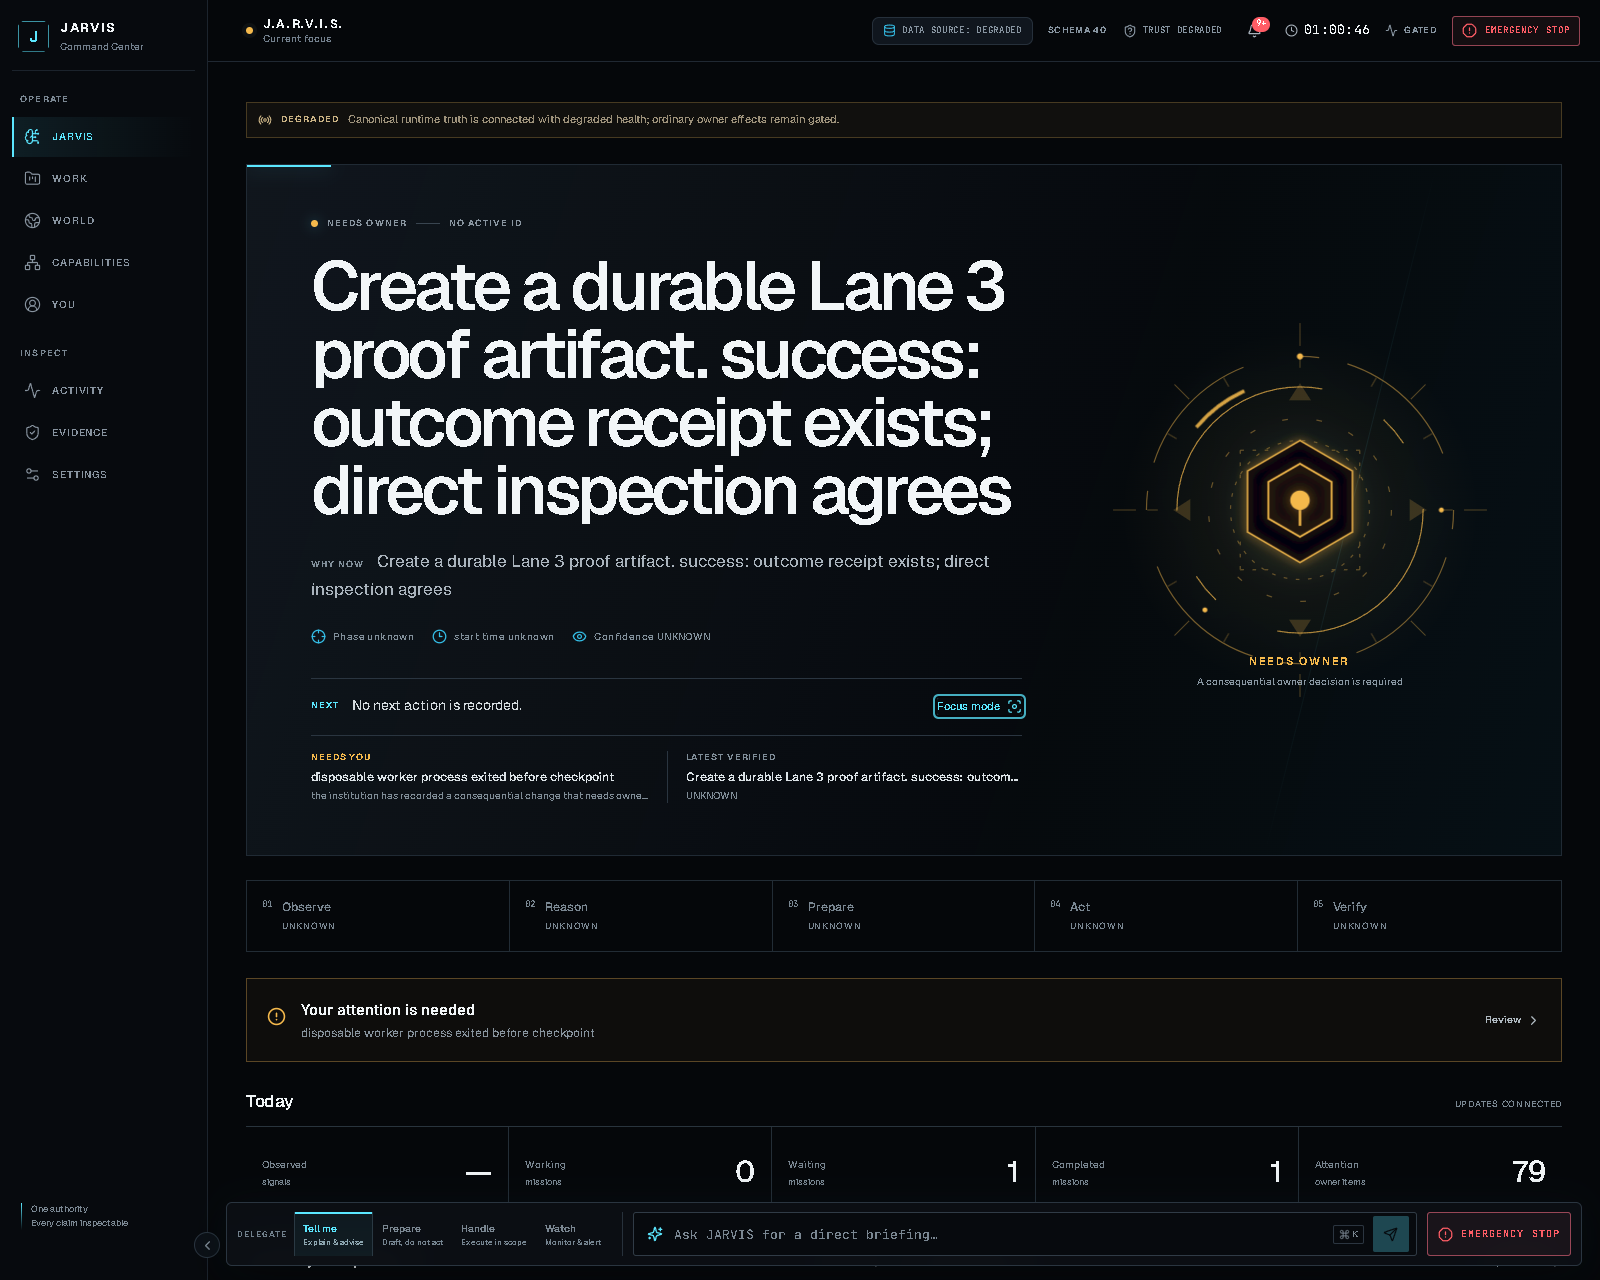 J
JARVIS
Command Center
OPERATE
JARVIS
WORK
WORLD
CAPABILITIES
YOU
INSPECT
ACTIVITY
EVIDENCE
SETTINGS
One authority
Every claim inspectable
J.A.R.V.I.S.
Current focus
DATA SOURCE: DEGRADED
SCHEMA 40
TRUST DEGRADED
9+
01:00:46
GATED
EMERGENCY STOP
DEGRADED Canonical runtime truth is connected with degraded health; ordinary owner effects remain gated.
NEEDS OWNER NO ACTIVE ID
Create a durable Lane 3
proof artifact. success:
outcome receipt exists;
direct inspection agrees
WHY NOW Create a durable Lane 3 proof artifact. success: outcome receipt exists; direct
inspection agrees
Phase unknown
start time unknown
Confidence UNKNOWN
NEXT No next action is recorded.
Focus mode
NEEDS YOU
disposable worker process exited before checkpoint
the institution has recorded a consequential change that needs owne…
LATEST VERIFIED
Create a durable Lane 3 proof artifact. success: outcom…
UNKNOWN
NEEDS OWNER
A consequential owner decision is required
01 Observe
UNKNOWN
02 Reason
UNKNOWN
03 Prepare
UNKNOWN
04 Act
UNKNOWN
05 Verify
UNKNOWN
Your attention is needed
disposable worker process exited before checkpoint
Review
Today
UPDATES CONNECTED
Observed
signals
—
Working
missions
0
Waiting
missions
1
Completed
missions
1
Attention
owner items
79
DELEGATE
Tell me
Explain & advise
Prepare
Draft, do not act
Handle
Execute in scope
Watch
Monitor & alert
Ask JARVIS for a direct briefing…
⌘ K
EMERGENCY STOP